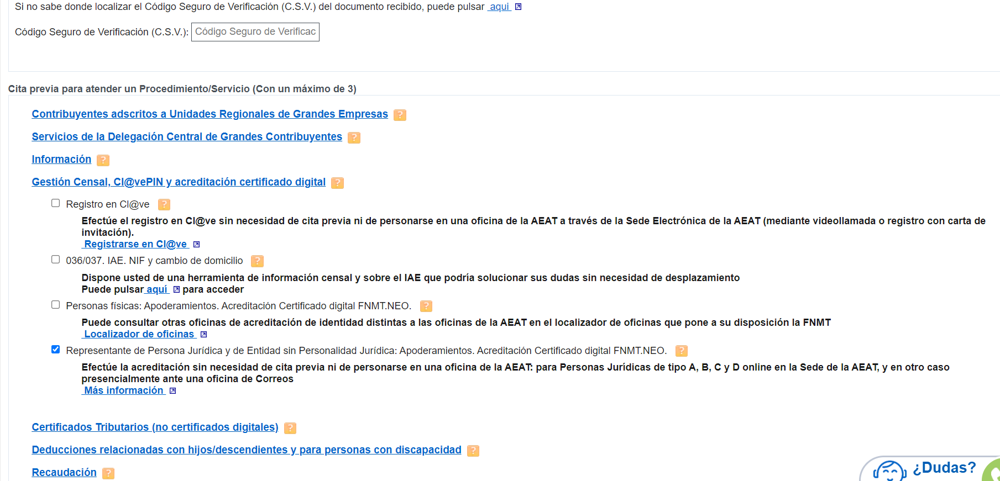 Si no sabe donde localizar el Código Seguro de Verificación (C.S.V.) del documento recibido, puede pulsar aqui
Código Seguro de Verificación (C.S.V.): Código Seguro de Verificac
Cita previa para atender un Procedimiento/Servicio (Con un máximo de 3)
Contribuyentes adscritos a Unidades Regionales de Grandes Empresas ?
Servicios de la Delegación Central de Grandes Contribuyentes ?
Información ?
Gestión Censal, Cl@vePIN y acreditación certificado digital ?
Registro en Cl@ve ?
Efectúe el registro en Cl@ve sin necesidad de cita previa ni de personarse en una oficina de la AEAT a través de la Sede Electrónica de la AEAT (mediante videollamada o registro con carta de
invitación).
Registrarse en Cl@ve
036/037. IAE. NIF y cambio de domicilio ?
Dispone usted de una herramienta de información censal y sobre el IAE que podría solucionar sus dudas sin necesidad de desplazamiento
Puede pulsar aquí para acceder
Personas físicas: Apoderamientos. Acreditación Certificado digital FNMT.NEO. ?
Puede consultar otras oficinas de acreditación de identidad distintas a las oficinas de la AEAT en el localizador de oficinas que pone a su disposición la FNMT
Localizador de oficinas
Representante de Persona Jurídica y de Entidad sin Personalidad Jurídica: Apoderamientos. Acreditación Certificado digital FNMT.NEO. ?
Efectúe la acreditación sin necesidad de cita previa ni de personarse en una oficina de la AEAT: para Personas Jurídicas de tipo A, B, C y D online en la Sede de la AEAT, y en otro caso
presencialmente ante una oficina de Correos
Más información
Certificados Tributarios (no certificados digitales) ?
Deducciones relacionadas con hijos/descendientes y para personas con discapacidad ?
Recaudación ?
¿Dudas?